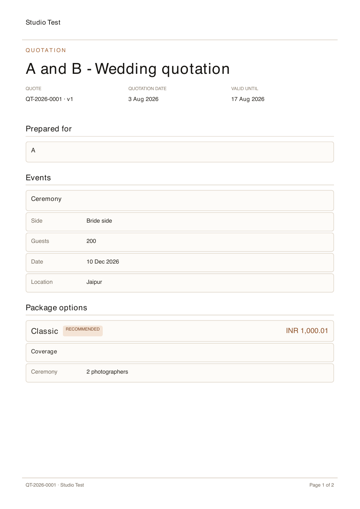 Studio Test
QUOTATION
A and B - Wedding quotation
QUOTE QUOTATION DATE VALID UNTIL
QT-2026-0001 · v1 3 Aug 2026 17 Aug 2026
Prepared for
A
Events
Ceremony
Side Bride side
Guests 200
Date 10 Dec 2026
Location Jaipur
Package options
Classic RECOMMENDED INR 1,000.01
Coverage
Ceremony 2 photographers
QT-2026-0001 · Studio Test Page 1 of 2